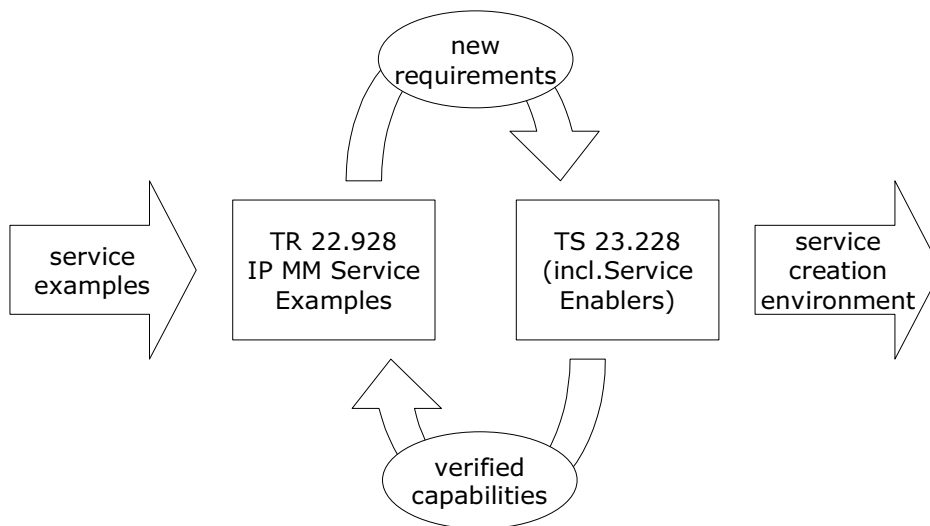 new
requirements
service
examples
TR 22.928
IP MM Service
Examples
TS 23.228
(incl.Service
Enablers)
service
creation
environment
verified
capabilities